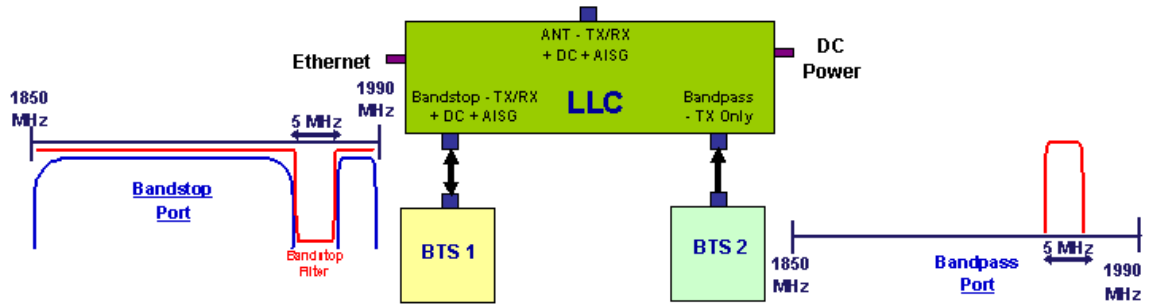 ANT - TX/RX
+ DC + AISG
Ethernet
DC
Power
LLC
Bandstop - TX/RX
+ DC + AISG
Bandpass
- TX Only
1850
MHz
1990
MHz
5 MHz
Bandstop
Port
Bandstop
Filter
BTS 1
BTS 2
1850
MHz
5 MHz
1990
MHz
Bandpass
Port